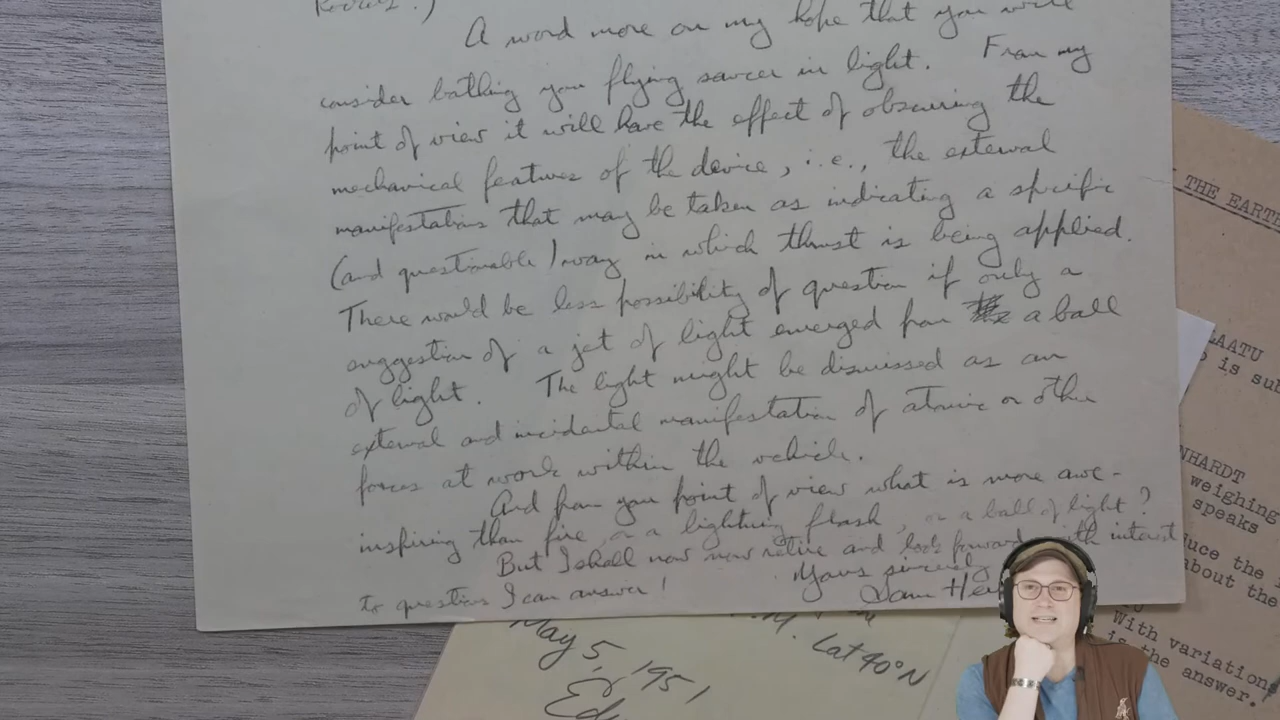 A word more on my hope that you will
consider bathing your flying saucer in light. From my
point of view it will have the effect of obscuring the
mechanical features of the device, i.e., the external
manifestations that may be taken as indicating a specific
(and questionable) way in which thrust is being applied.
There would be less possibility of question if only a
suggestion of a jet of light emerged from a ball
of light. The light might be dismissed as an
external and incidental manifestation of atomic or other
forces at work within the vehicle.
And from your point of view what is more awe-
inspiring than fire, or a lightning flash, or a ball of light?
But I shall now retire and look forward with interest
to questions I can answer!
Yours sincerely
Sam
May 5, 1951
Lat 40°N
THE EARTH
LAATU
is
NHARDT
weighing
speaks
the
about the
With variations
is the answer.